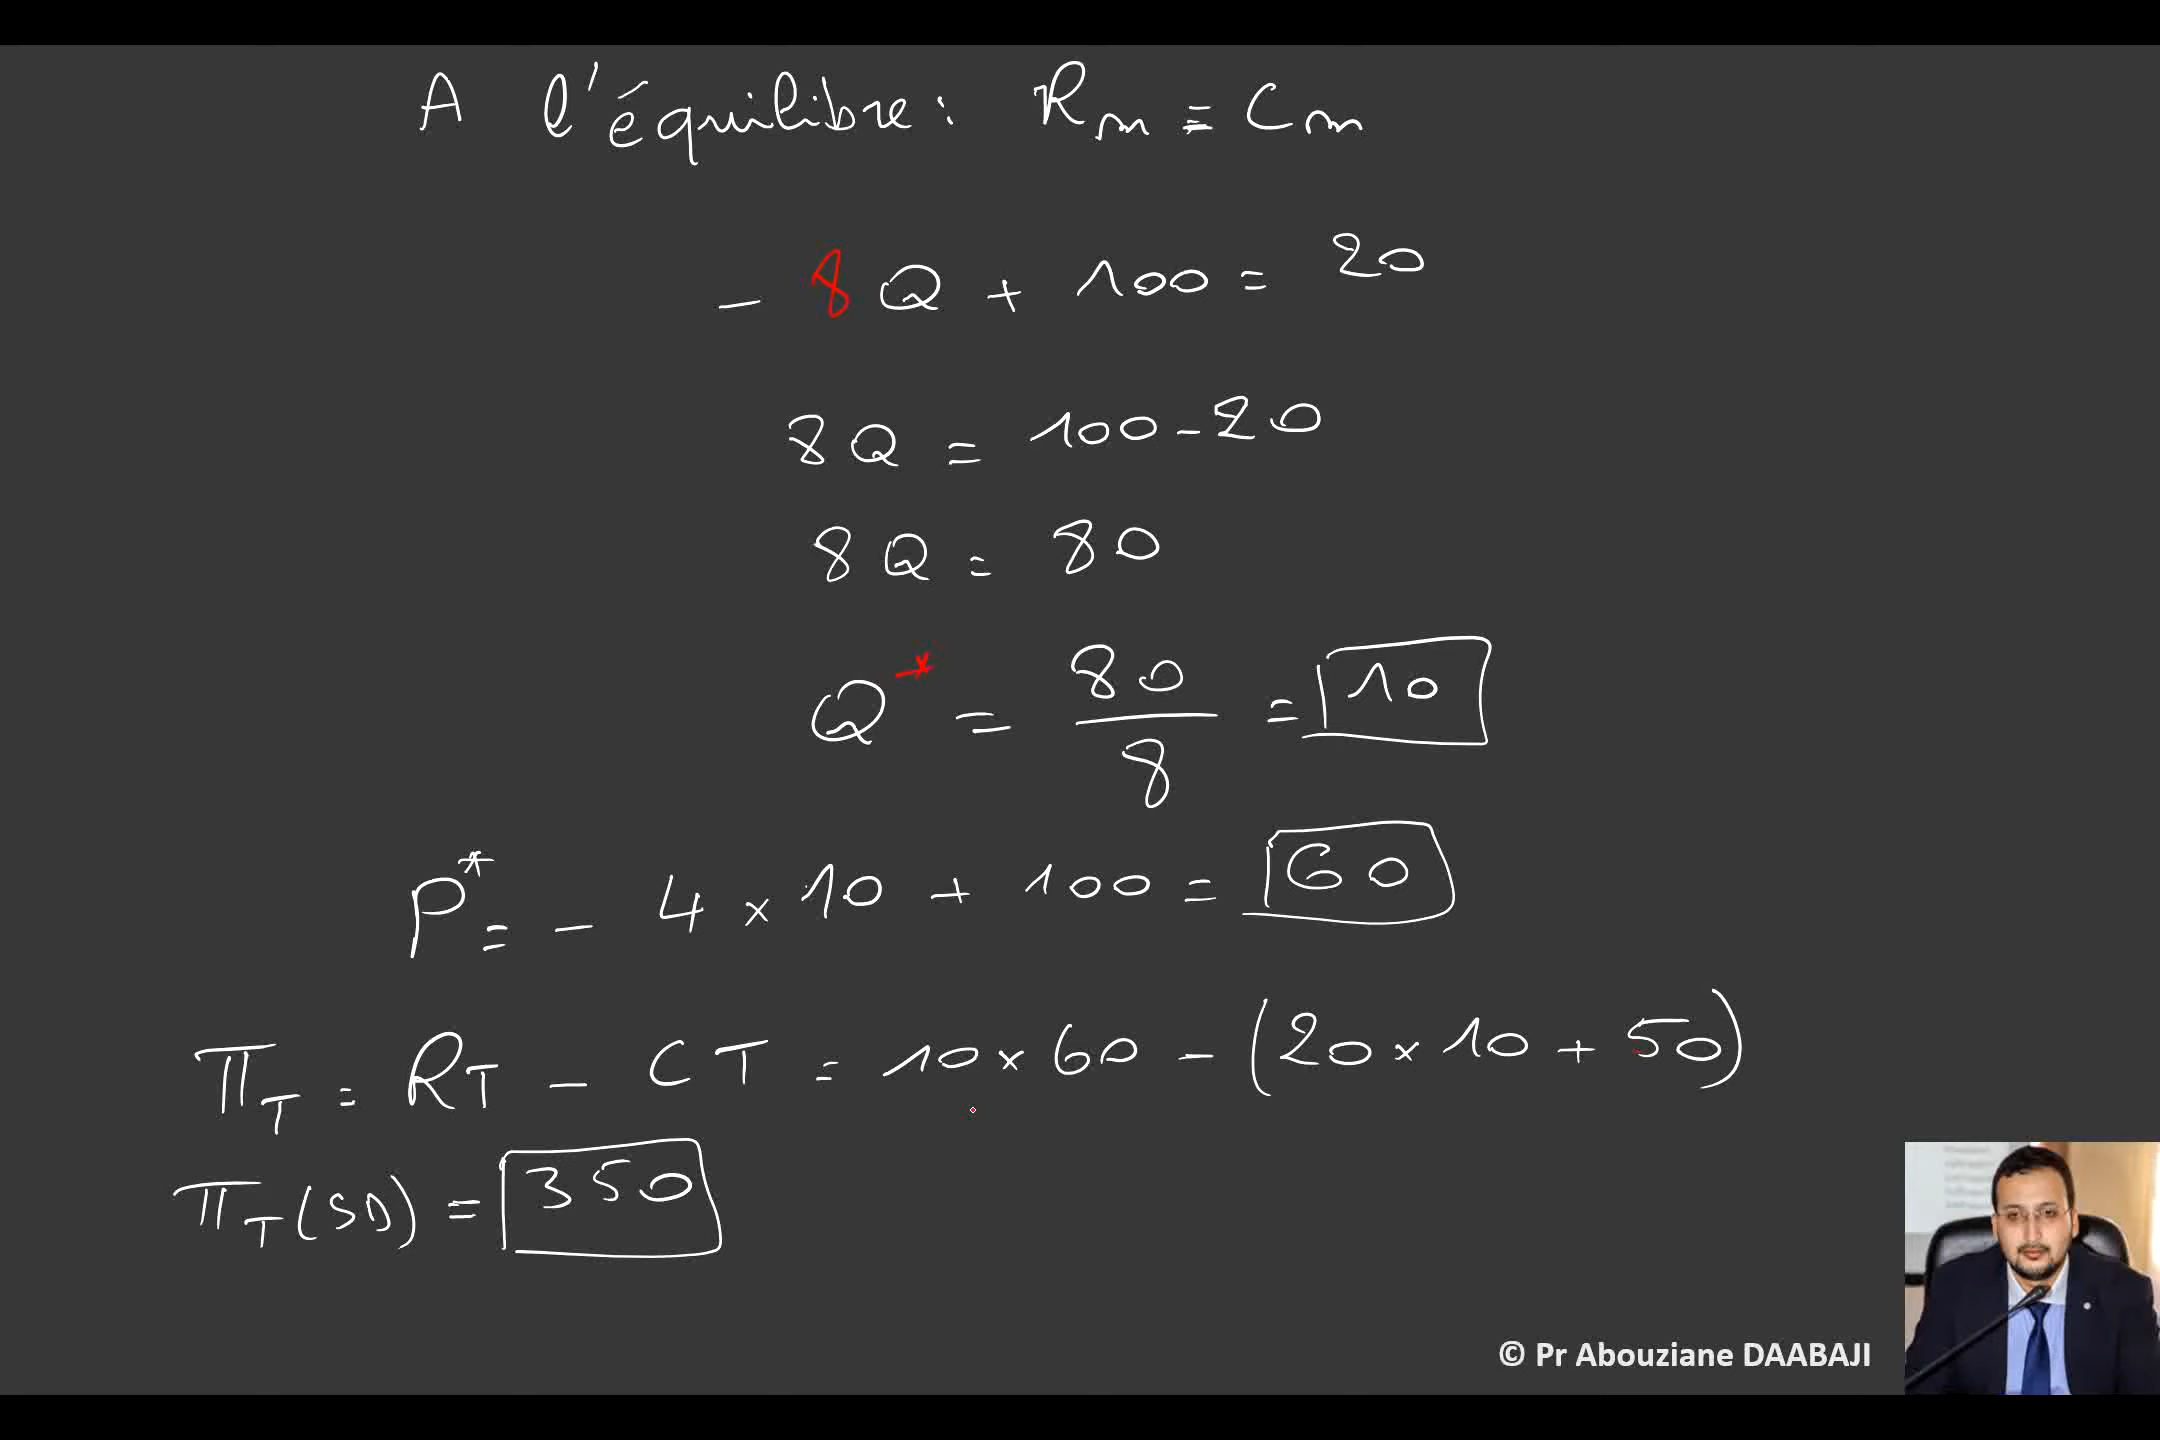 A l'équilibre : Rm = Cm
- 8Q + 100 = 20
8Q = 100 - 20
8Q = 80
Q* = 80/8 = 10
P* = - 4 × 10 + 100 = 60
πT = RT - CT = 10 × 60 - (20 × 10 + 50)
πT (SD) = 350
© Pr Abouziane DAABAJI